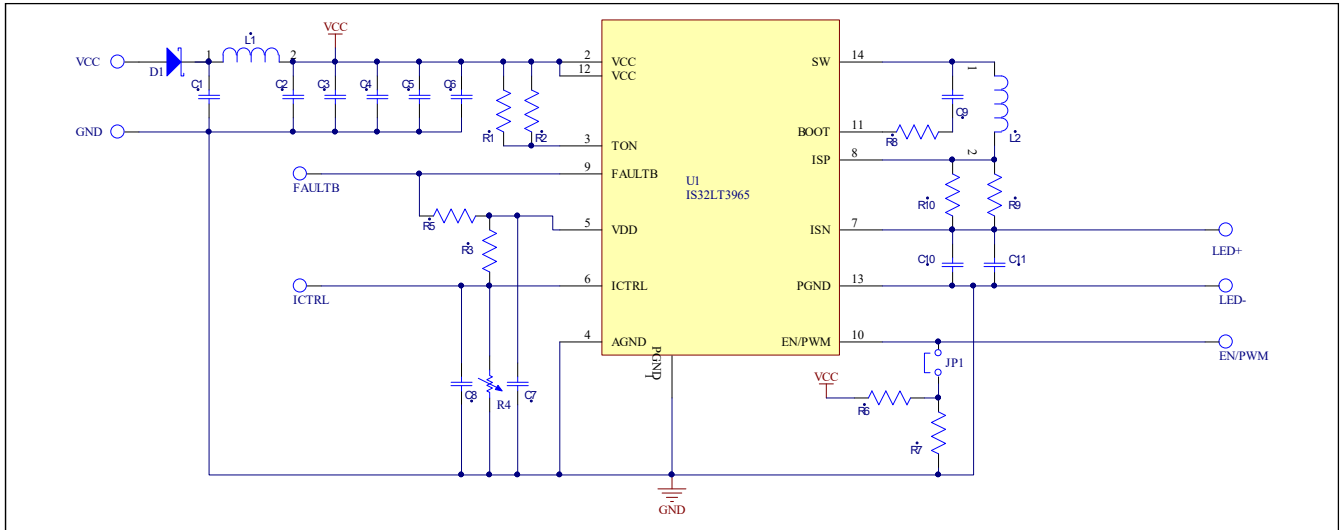 VCC
VCC D1 1 L1 2
C1 C2 C3 C4 C5 C6
GND
R1 R2
FAULTB
R5
R3
ICTRL
C8 R4 C7
2 VCC
12 VCC
3 TON
9 FAULTB
5 VDD
6 ICTRL
4 AGND
U1
IS32LT3965
PGND
1
SW 14
BOOT 11
ISP 8
ISN 7
PGND 13
EN/PWM 10
1
C9
R8 L2
2
R10 R9
LED+
C10 C11
LED-
EN/PWM
JP1
VCC
R6
R7
GND